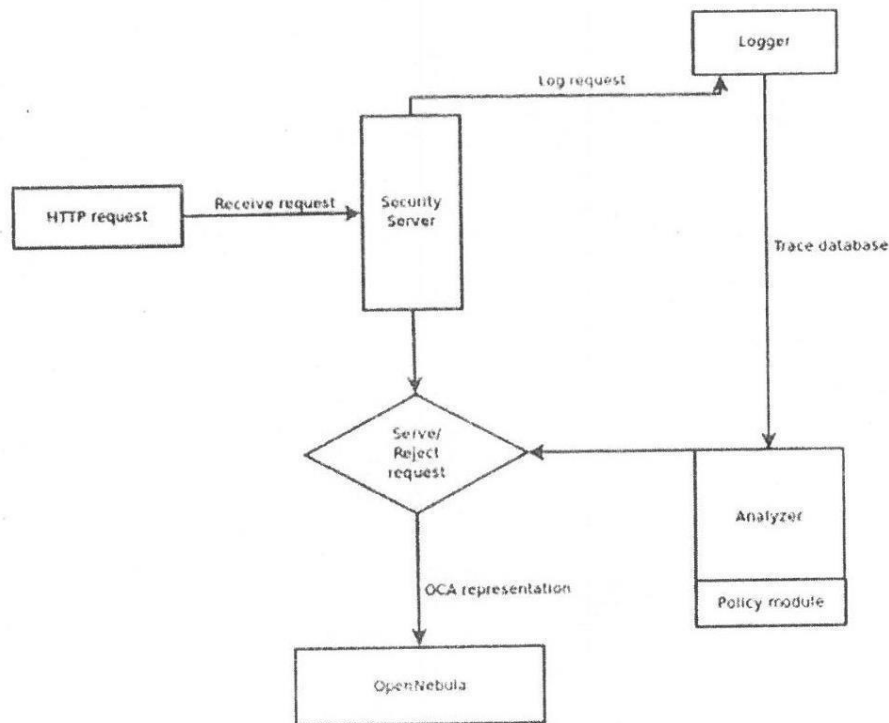 Logger
Log request
Security
Server
HTTP request
Receive request
Trace database
Serve/
Reject
request
Analyzer
OCA representation
Policy module
OpenNebula